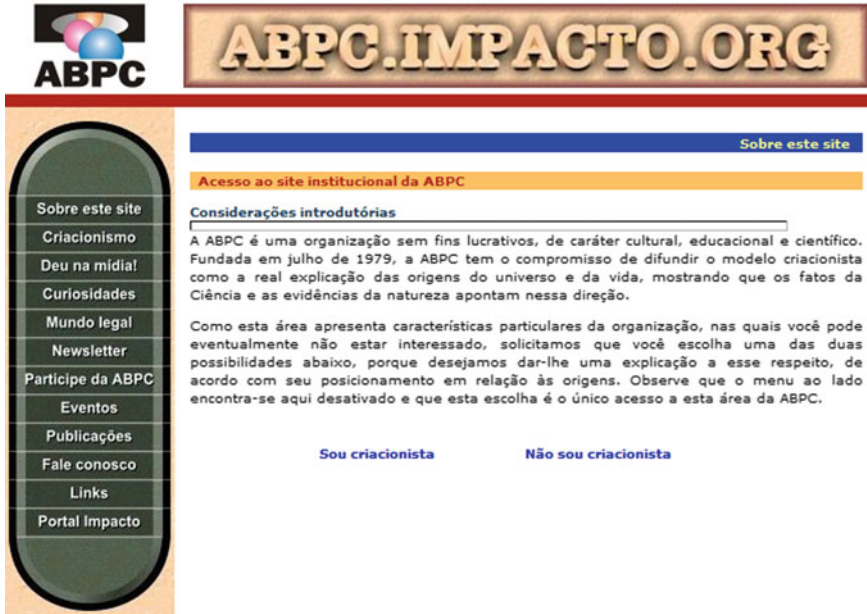 ABPC
ABPC.IMPACTO.ORG
Sobre este site
Criacionismo
Deu na mídia!
Curiosidades
Mundo legal
Newsletter
Participe da ABPC
Eventos
Publicações
Fale conosco
Links
Portal Impacto
Sobre este site
Acesso ao site institucional da ABPC
Considerações introdutórias
A ABPC é uma organização sem fins lucrativos, de caráter cultural, educacional e científico.
Fundada em julho de 1979, a ABPC tem o compromisso de difundir o modelo criacionista
como a real explicação das origens do universo e da vida, mostrando que os fatos da
Ciência e as evidências da natureza apontam nessa direção.
Como esta área apresenta características particulares da organização, nas quais você pode
eventualmente não estar interessado, solicitamos que você escolha uma das duas
possibilidades abaixo, porque desejamos dar-lhe uma explicação a esse respeito, de
acordo com seu posicionamento em relação às origens. Observe que o menu ao lado
encontra-se aqui desativado e que esta escolha é o único acesso a esta área da ABPC.
Sou criacionista Não sou criacionista